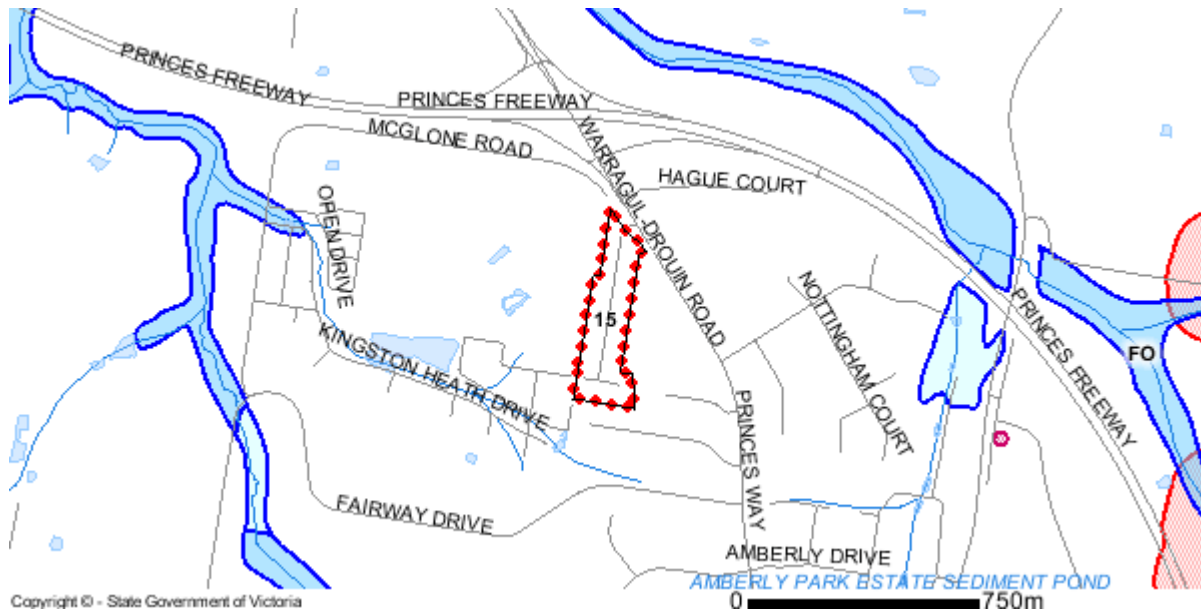 PRINCES FREEWAY
PRINCES FREEWAY
MCGLONE ROAD
WARRAGUL-DROUIN ROAD
HAGUE COURT
OPEN DRIVE
15
NOTTINGHAM COURT
PRINCES FREEWAY
FO
KINGSTON HEATH DRIVE
PRINCES WAY
FAIRWAY DRIVE
AMBERLY DRIVE
AMBERLY PARK ESTATE SEDIMENT POND
Copyright © - State Government of Victoria
0 750m